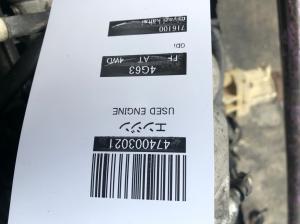 474003021
エンジン
USED ENGINE
4G63
FF AT 4WD
GDi
716100